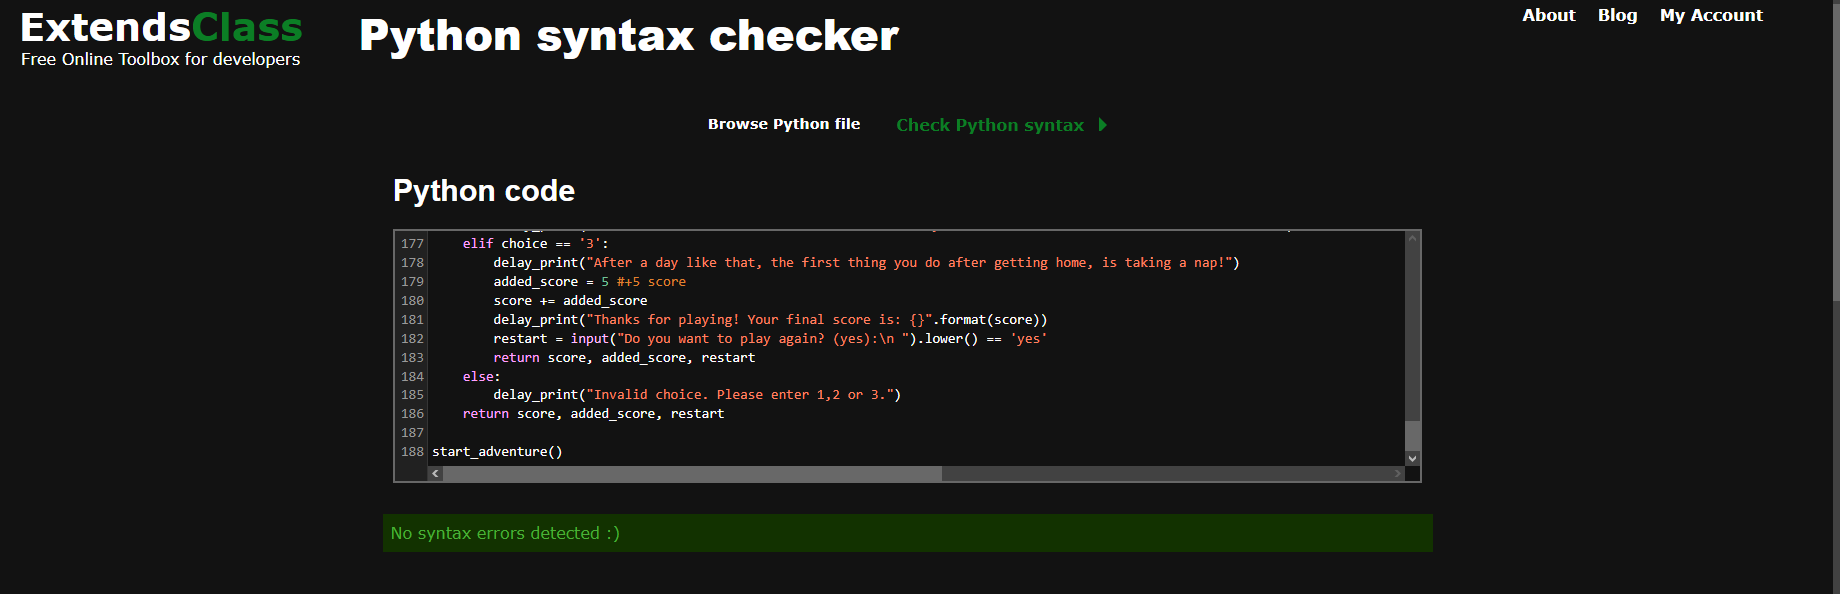 ExtendsClass
Free Online Toolbox for developers
Python syntax checker
About Blog My Account
Browse Python file Check Python syntax
Python code
177 elif choice == '3':
178 delay_print("After a day like that, the first thing you do after getting home, is taking a nap!")
179 added_score = 5 #+5 score
180 score += added_score
181 delay_print("Thanks for playing! Your final score is: {}".format(score))
182 restart = input("Do you want to play again? (yes):\n ").lower() == 'yes'
183 return score, added_score, restart
184 else:
185 delay_print("Invalid choice. Please enter 1,2 or 3.")
186 return score, added_score, restart
187
188 start_adventure()
No syntax errors detected :)